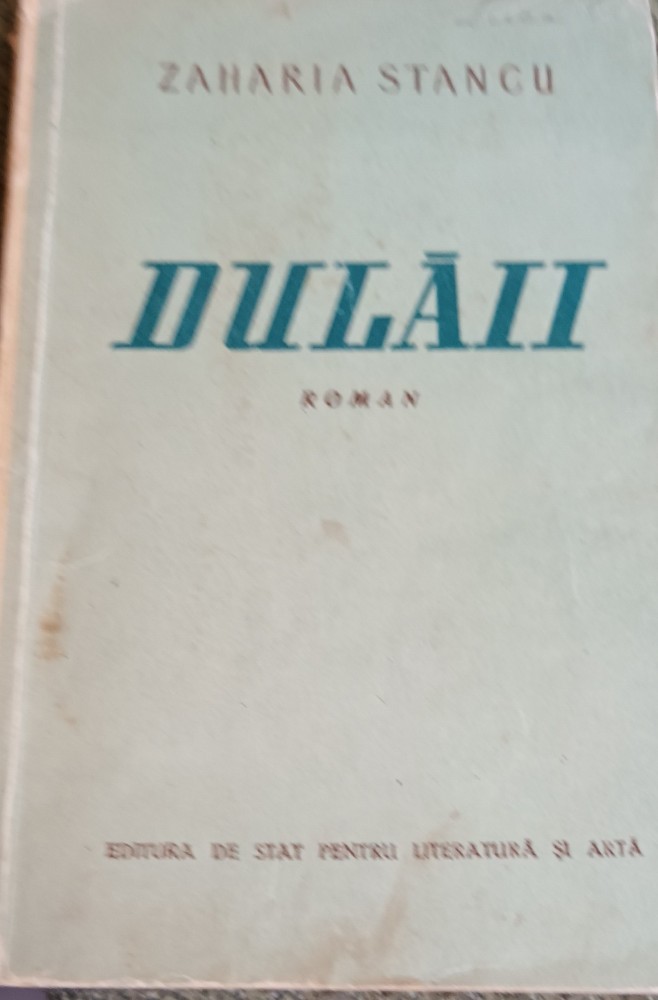 ZAHARIA STANCU
DULĂII
ROMAN
EDITURA DE STAT PENTRU LITERATURĂ ȘI ARTĂ